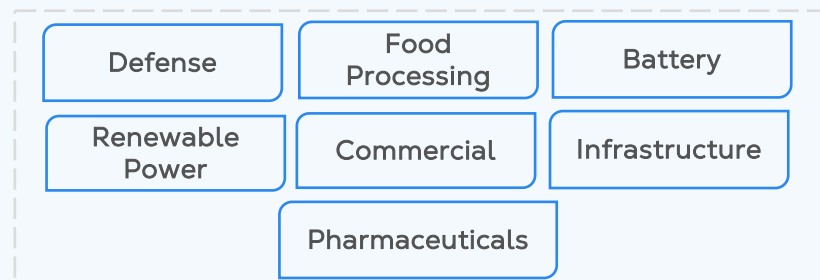 Defense
Food
Processing
Battery
Renewable
Power
Commercial
Infrastructure
Pharmaceuticals